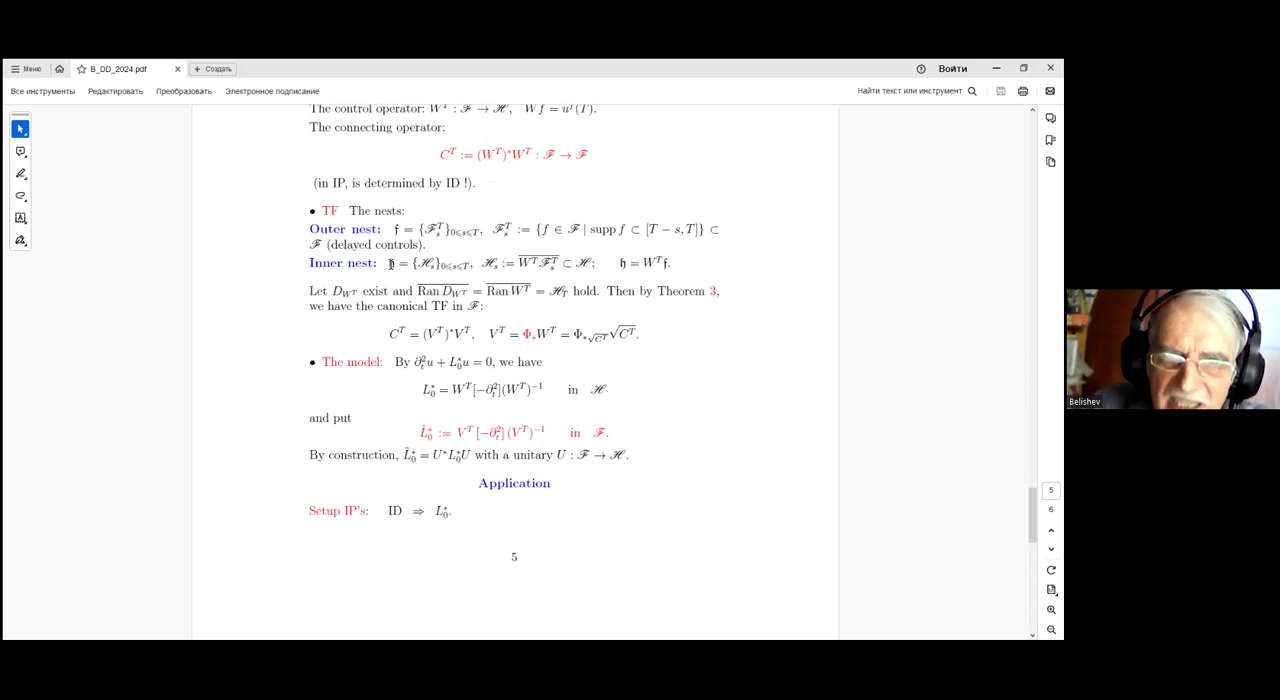 Меню
B_DD_2024.pdf
Создать
Войти
Все инструменты Редактировать Преобразовать Электронное подписание
Найти текст или инструмент
The control operator: W^T : ℱ → ℋ, Wf = u^f(T).
The connecting operator:
C^T := (W^T)^*W^T : ℱ → ℱ
(in IP, is determined by ID !).
• TF The nests:
Outer nest: 𝔣 = {ℱ_s^T}_{0⩽s⩽T}, ℱ_s^T := {f ∈ ℱ | supp f ⊂ [T − s, T]} ⊂
ℱ (delayed controls).
Inner nest: 𝔥 = {ℋ_s}_{0⩽s⩽T}, ℋ_s := \overline{W^T ℱ_s^T} ⊂ ℋ; 𝔥 = W^T𝔣.
Let D_{W^T} exist and \overline{Ran D_{W^T}} = \overline{Ran W^T} = ℋ_T hold. Then by Theorem 3,
we have the canonical TF in ℱ:
C^T = (V^T)^*V^T, V^T = Φ_*W^T = Φ_{*√C^T}√C^T.
• The model: By ∂_t^2u + L_0^*u = 0, we have
L_0^* = W^T[−∂_t^2](W^T)^{−1} in ℋ
and put
L̃_0^* := V^T[−∂_t^2](V^T)^{−1} in ℱ.
By construction, L̃_0^* = U^*L_0^*U with a unitary U : ℱ → ℋ.
Application
Setup IP's: ID ⇒ L_0^*.
5
5
6
Belishev